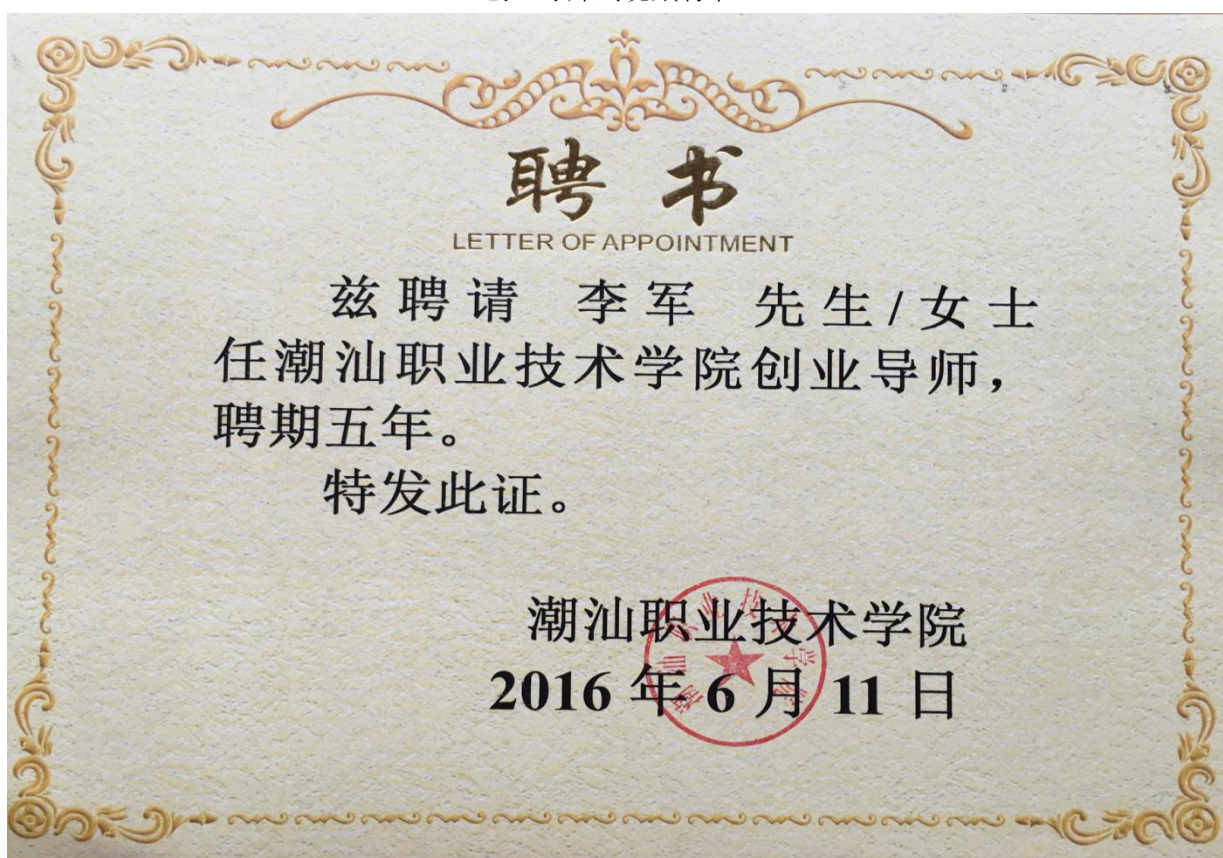 聘书
LETTER OF APPOINTMENT
兹聘请 李军 先生/女士
任潮汕职业技术学院创业导师，
聘期五年。
特发此证。
潮汕职业技术学院
2016年6月11日